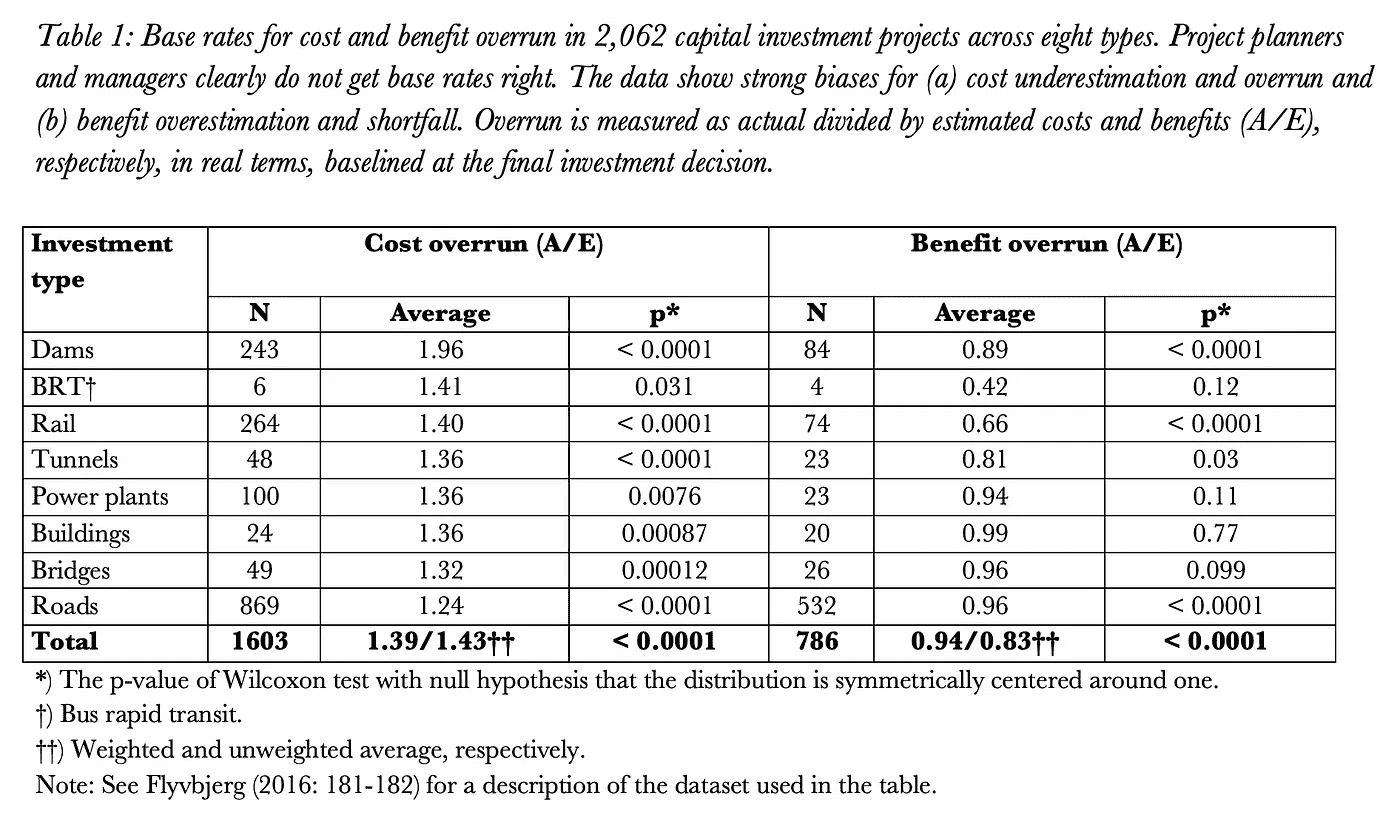 Table 1: Base rates for cost and benefit overrun in 2,062 capital investment projects across eight types. Project planners
and managers clearly do not get base rates right. The data show strong biases for (a) cost underestimation and overrun and
(b) benefit overestimation and shortfall. Overrun is measured as actual divided by estimated costs and benefits (A/E),
respectively, in real terms, baselined at the final investment decision.
Investment type Cost overrun (A/E) Benefit overrun (A/E)
N Average p* N Average p*
Dams 243 1.96 < 0.0001 84 0.89 < 0.0001
BRT† 6 1.41 0.031 4 0.42 0.12
Rail 264 1.40 < 0.0001 74 0.66 < 0.0001
Tunnels 48 1.36 < 0.0001 23 0.81 0.03
Power plants 100 1.36 0.0076 23 0.94 0.11
Buildings 24 1.36 0.00087 20 0.99 0.77
Bridges 49 1.32 0.00012 26 0.96 0.099
Roads 869 1.24 < 0.0001 532 0.96 < 0.0001
Total 1603 1.39/1.43†† < 0.0001 786 0.94/0.83†† < 0.0001
*) The p-value of Wilcoxon test with null hypothesis that the distribution is symmetrically centered around one.
†) Bus rapid transit.
††) Weighted and unweighted average, respectively.
Note: See Flyvbjerg (2016: 181-182) for a description of the dataset used in the table.